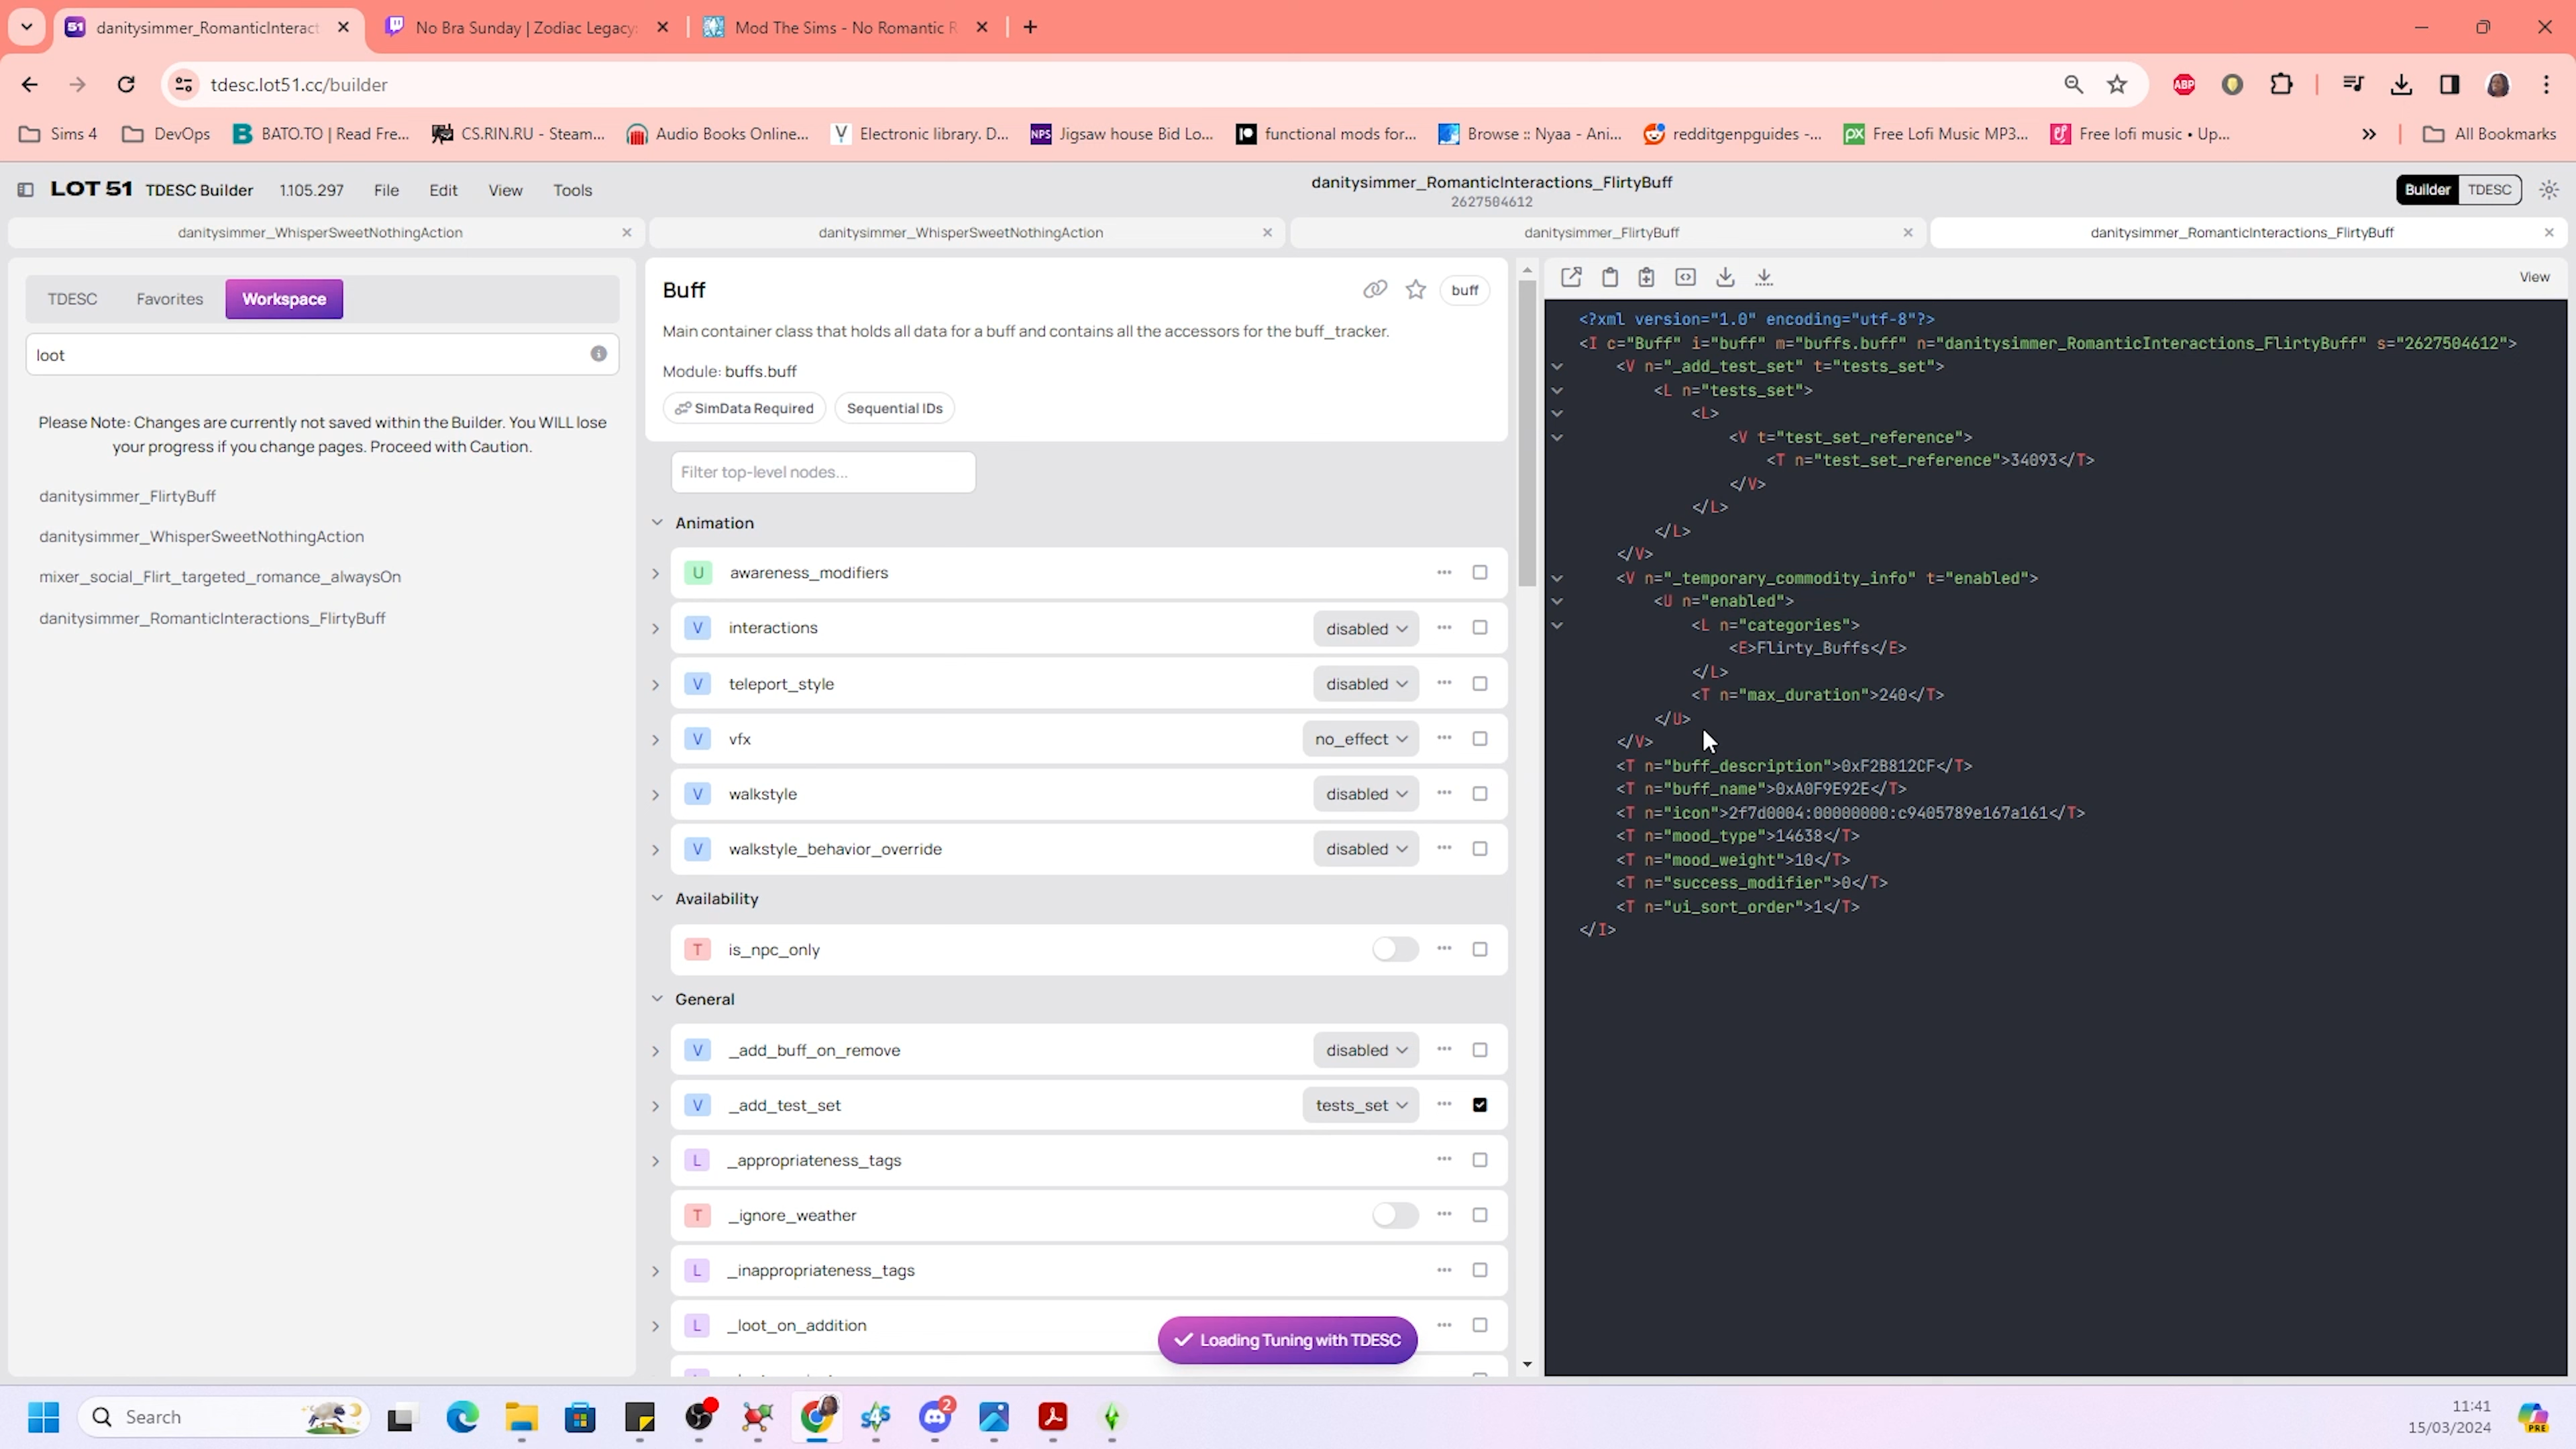 danitysimmer_RomanticInteract
No Bra Sunday | Zodiac Legacy:
Mod The Sims - No Romantic R
tdesc.lot51.cc/builder
ABP
Sims 4
DevOps
BATO.TO | Read Fre...
CS.RIN.RU - Steam...
Audio Books Online...
Electronic library. D...
Jigsaw house Bid Lo...
functional mods for...
Browse :: Nyaa - Ani...
redditgenpguides -...
Free Lofi Music MP3...
Free lofi music • Up...
All Bookmarks
LOT 51 TDESC Builder 1.105.297 File Edit View Tools
danitysimmer_RomanticInteractions_FlirtyBuff
2627504612
Builder TDESC
danitysimmer_WhisperSweetNothingAction
danitysimmer_WhisperSweetNothingAction
danitysimmer_FlirtyBuff
danitysimmer_RomanticInteractions_FlirtyBuff
TDESC Favorites Workspace
loot
Please Note: Changes are currently not saved within the Builder. You WILL lose
your progress if you change pages. Proceed with Caution.
danitysimmer_FlirtyBuff
danitysimmer_WhisperSweetNothingAction
mixer_social_Flirt_targeted_romance_alwaysOn
danitysimmer_RomanticInteractions_FlirtyBuff
Buff
buff
Main container class that holds all data for a buff and contains all the accessors for the buff_tracker.
Module: buffs.buff
SimData Required
Sequential IDs
Filter top-level nodes...
Animation
U awareness_modifiers
V interactions disabled
V teleport_style disabled
V vfx no_effect
V walkstyle disabled
V walkstyle_behavior_override disabled
Availability
T is_npc_only
General
V _add_buff_on_remove disabled
V _add_test_set tests_set
L _appropriateness_tags
T _ignore_weather
L _inappropriateness_tags
L _loot_on_addition
Loading Tuning with TDESC
View
<?xml version="1.0" encoding="utf-8"?>
<I c="Buff" i="buff" m="buffs.buff" n="danitysimmer_RomanticInteractions_FlirtyBuff" s="2627504612">
<V n="_add_test_set" t="tests_set">
<L n="tests_set">
<L>
<V t="test_set_reference">
<T n="test_set_reference">34093</T>
</V>
</L>
</L>
</V>
<V n="_temporary_commodity_info" t="enabled">
<U n="enabled">
<L n="categories">
<E>Flirty_Buffs</E>
</L>
<T n="max_duration">240</T>
</U>
</V>
<T n="buff_description">0xF2B812CF</T>
<T n="buff_name">0xA0F9E92E</T>
<T n="icon">2f7d0004:00000000:c9405789e167a161</T>
<T n="mood_type">14638</T>
<T n="mood_weight">10</T>
<T n="success_modifier">0</T>
<T n="ui_sort_order">1</T>
</I>
Search
2
11:41
15/03/2024
PRE